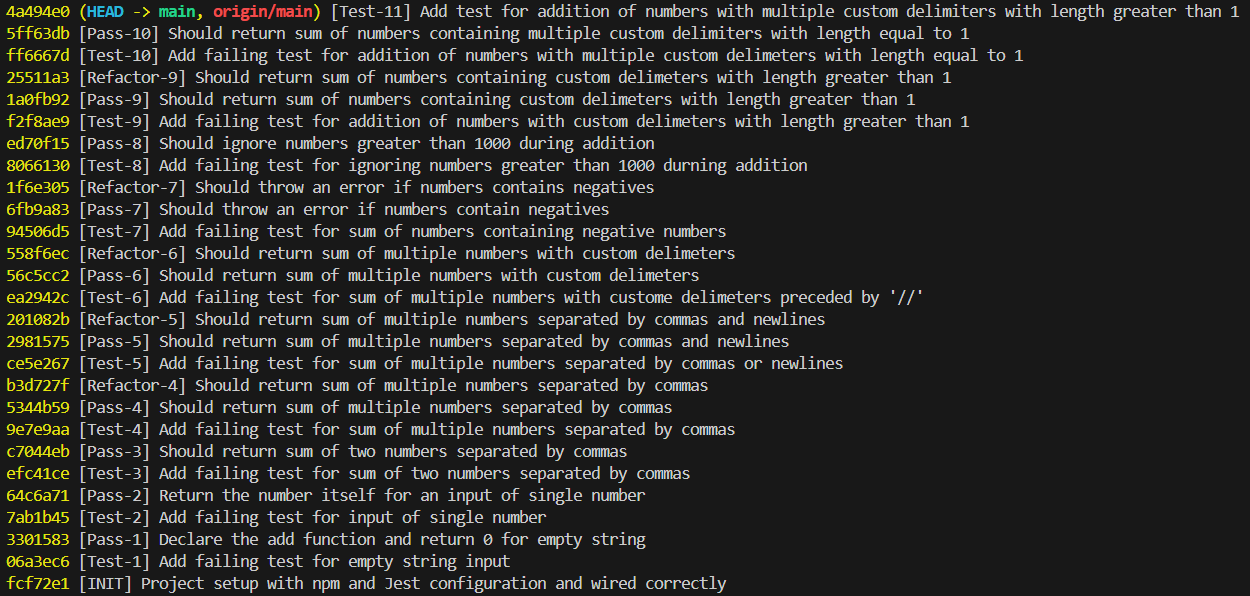 4a494e0 (HEAD -> main, origin/main) [Test-11] Add test for addition of numbers with multiple custom delimiters with length greater than 1
5ff63db [Pass-10] Should return sum of numbers containing multiple custom delimiters with length equal to 1
ff6667d [Test-10] Add failing test for addition of numbers with multiple custom delimeters with length equal to 1
25511a3 [Refactor-9] Should return sum of numbers containing custom delimeters with length greater than 1
1a0fb92 [Pass-9] Should return sum of numbers containing custom delimeters with length greater than 1
f2f8ae9 [Test-9] Add failing test for addition of numbers with custom delimeters with length greater than 1
ed70f15 [Pass-8] Should ignore numbers greater than 1000 during addition
8066130 [Test-8] Add failing test for ignoring numbers greater than 1000 durning addition
1f6e305 [Refactor-7] Should throw an error if numbers contains negatives
6fb9a83 [Pass-7] Should throw an error if numbers contain negatives
94506d5 [Test-7] Add failing test for sum of numbers containing negative numbers
558f6ec [Refactor-6] Should return sum of multiple numbers with custom delimeters
56c5cc2 [Pass-6] Should return sum of multiple numbers with custom delimeters
ea2942c [Test-6] Add failing test for sum of multiple numbers with custome delimeters preceded by '//'
201082b [Refactor-5] Should return sum of multiple numbers separated by commas and newlines
2981575 [Pass-5] Should return sum of multiple numbers separated by commas and newlines
ce5e267 [Test-5] Add failing test for sum of multiple numbers separated by commas or newlines
b3d727f [Refactor-4] Should return sum of multiple numbers separated by commas
5344b59 [Pass-4] Should return sum of multiple numbers separated by commas
9e7e9aa [Test-4] Add failing test for sum of multiple numbers separated by commas
c7044eb [Pass-3] Should return sum of two numbers separated by commas
efc41ce [Test-3] Add failing test for sum of two numbers separated by commas
64c6a71 [Pass-2] Return the number itself for an input of single number
7ab1b45 [Test-2] Add failing test for input of single number
3301583 [Pass-1] Declare the add function and return 0 for empty string
06a3ec6 [Test-1] Add failing test for empty string input
fcf72e1 [INIT] Project setup with npm and Jest configuration and wired correctly